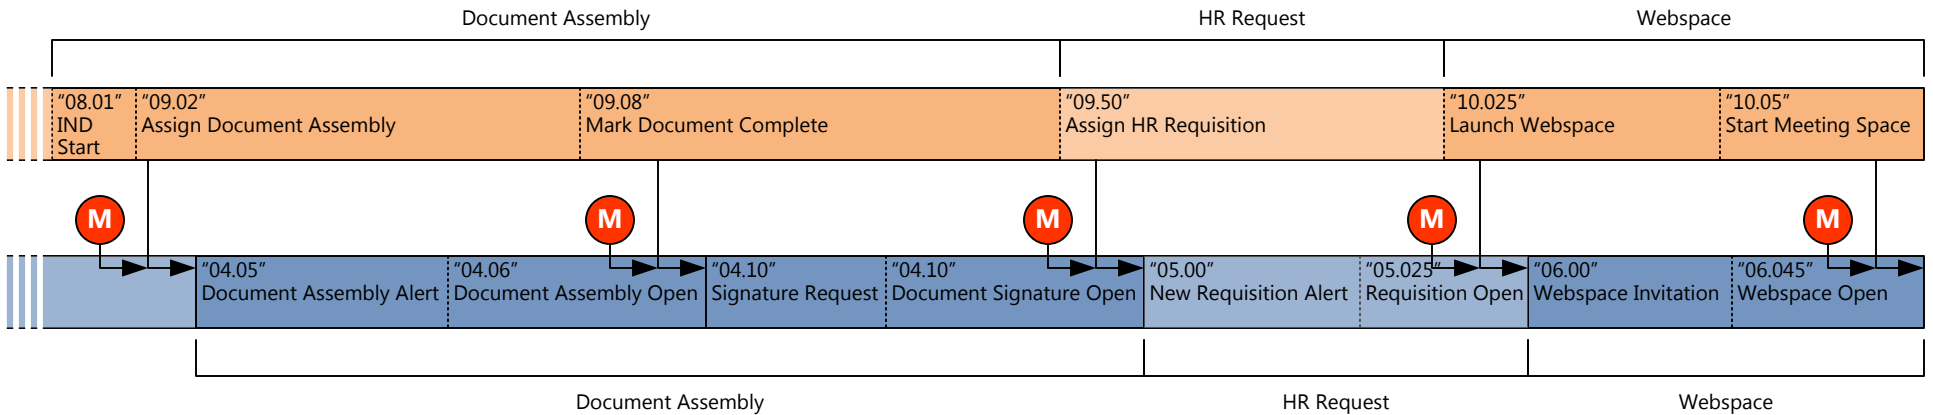 Document Assembly
HR Request
Webspace
“08.01”
IND
Start
“09.02”
Assign Document Assembly
“09.08”
Mark Document Complete
“09.50”
Assign HR Requisition
“10.025”
Launch Webspace
“10.05”
Start Meeting Space
M
M
M
M
M
“04.05”
Document Assembly Alert
“04.06”
Document Assembly Open
“04.10”
Signature Request
“04.10”
Document Signature Open
“05.00”
New Requisition Alert
“05.025”
Requisition Open
“06.00”
Webspace Invitation
“06.045”
Webspace Open
Document Assembly
HR Request
Webspace